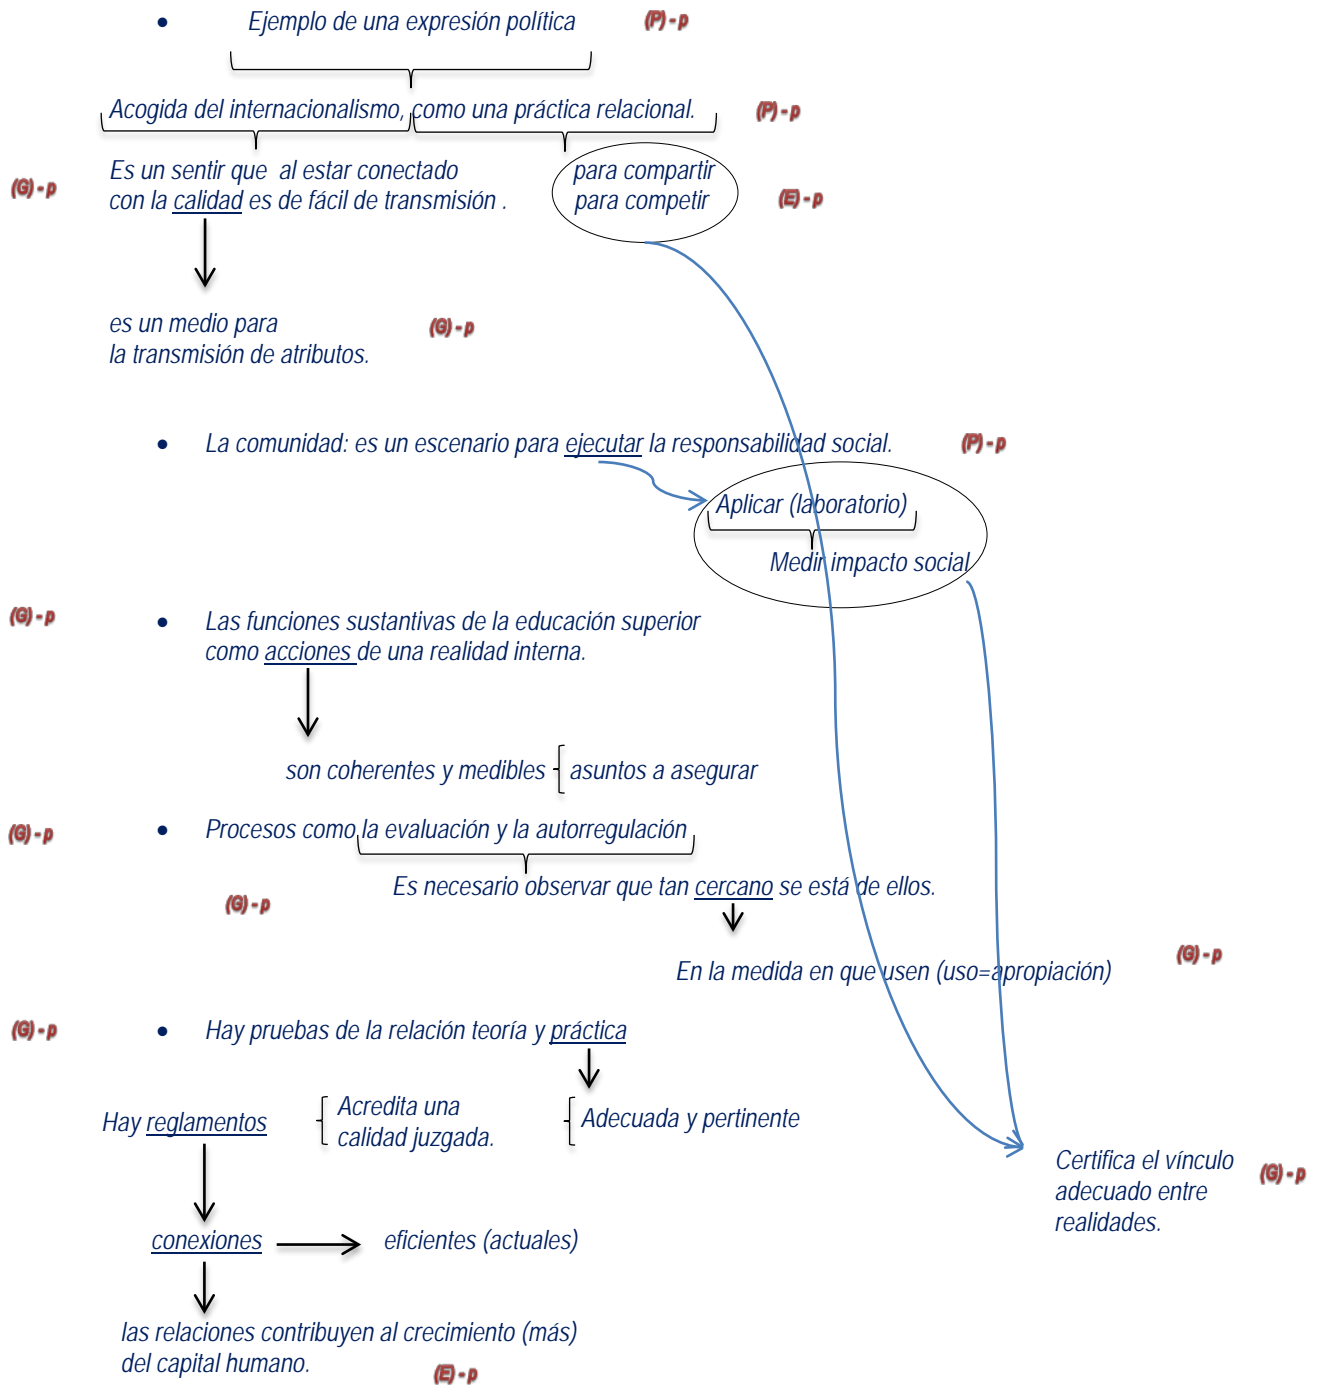 • Ejemplo de una expresión política (P) - p
Acogida del internacionalismo, como una práctica relacional. (P) - p
(G) - p
Es un sentir que al estar conectado
con la calidad es de fácil de transmisión .
para compartir
para competir
(E) - p
es un medio para
la transmisión de atributos.
(G) - p
• La comunidad: es un escenario para ejecutar la responsabilidad social. (P) - p
Aplicar (laboratorio)
Medir impacto social
(G) - p
• Las funciones sustantivas de la educación superior
como acciones de una realidad interna.
son coherentes y medibles asuntos a asegurar
(G) - p • Procesos como la evaluación y la autorregulación
Es necesario observar que tan cercano se está de ellos.
(G) - p
En la medida en que usen (uso=apropiación)
(G) - p
(G) - p • Hay pruebas de la relación teoría y práctica
Hay reglamentos
Acredita una
calidad juzgada.
Adecuada y pertinente
Certifica el vínculo
adecuado entre
realidades.
(G) - p
conexiones eficientes (actuales)
las relaciones contribuyen al crecimiento (más)
del capital humano.
(E) - p